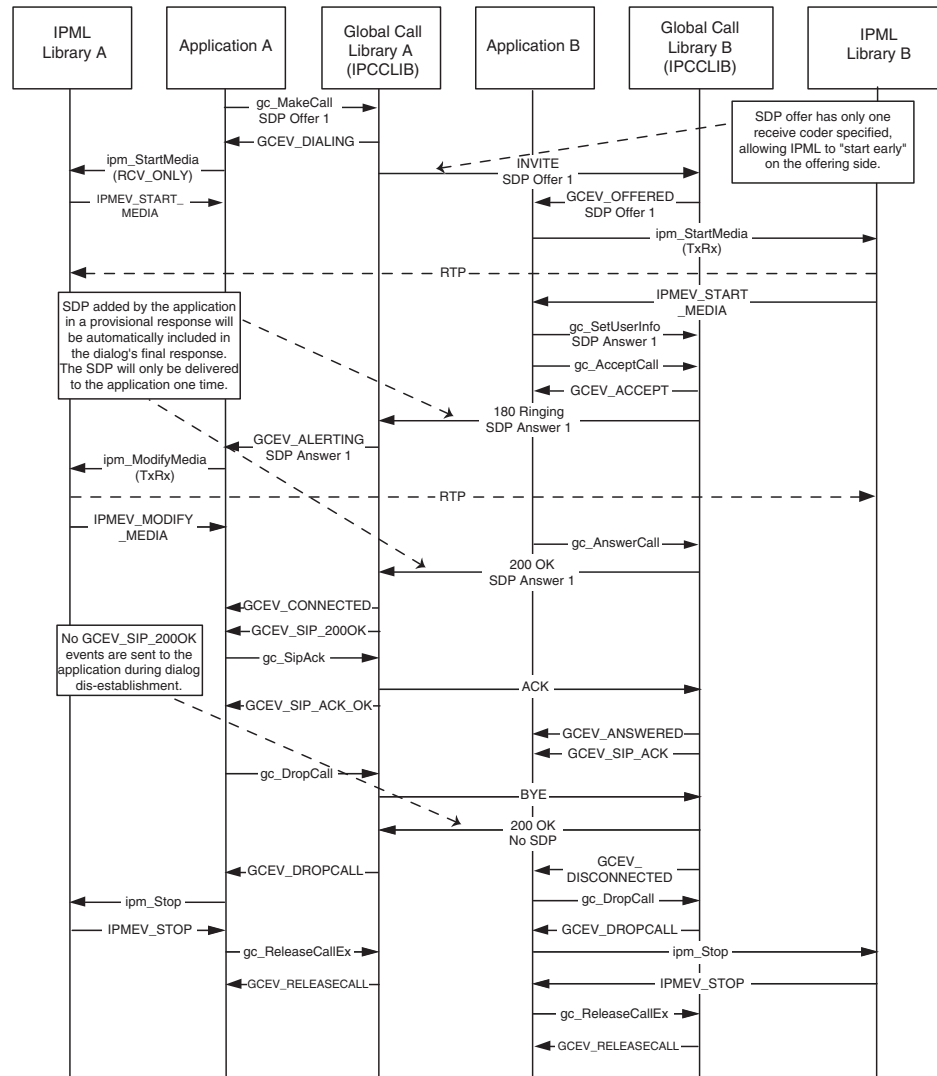 IPML
Library A
Application A
Global Call
Library A
(IPCCLIB)
Application B
Global Call
Library B
(IPCCLIB)
IPML
Library B
gc_MakeCall
SDP Offer 1
SDP offer has only one
receive coder specified,
allowing IPML to "start early"
on the offering side.
GCEV_DIALING
ipm_StartMedia
(RCV_ONLY)
INVITE
SDP Offer 1
IPMEV_START_
MEDIA
GCEV_OFFERED
SDP Offer 1
ipm_StartMedia
(TxRx)
RTP
SDP added by the application
in a provisional response will
be automatically included in
the dialog's final response.
The SDP will only be delivered
to the application one time.
IPMEV_START
_MEDIA
gc_SetUserInfo
SDP Answer 1
gc_AcceptCall
GCEV_ACCEPT
180 Ringing
SDP Answer 1
GCEV_ALERTING
SDP Answer 1
ipm_ModifyMedia
(TxRx)
RTP
IPMEV_MODIFY
_MEDIA
gc_AnswerCall
200 OK
SDP Answer 1
GCEV_CONNECTED
GCEV_SIP_200OK
No GCEV_SIP_200OK
events are sent to the
application during dialog
dis-establishment.
gc_SipAck
ACK
GCEV_SIP_ACK_OK
GCEV_ANSWERED
GCEV_SIP_ACK
gc_DropCall
BYE
200 OK
No SDP
GCEV_DROPCALL
GCEV_
DISCONNECTED
ipm_Stop
gc_DropCall
IPMEV_STOP
GCEV_DROPCALL
gc_ReleaseCallEx
ipm_Stop
GCEV_RELEASECALL
IPMEV_STOP
gc_ReleaseCallEx
GCEV_RELEASECALL